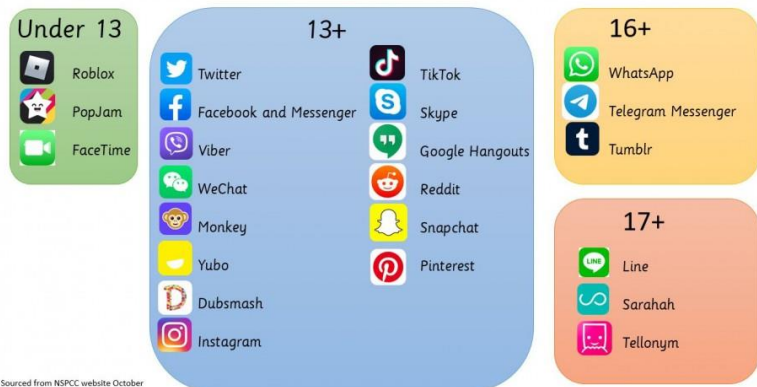 Under 13
Roblox
PopJam
FaceTime
13+
Twitter
Facebook and Messenger
Viber
WeChat
Monkey
Yubo
Dubsmash
Instagram
TikTok
Skype
Google Hangouts
Reddit
Snapchat
Pinterest
16+
WhatsApp
Telegram Messenger
Tumblr
17+
LINE
Line
Sarahah
Tellonym
Sourced from NSPCC website October